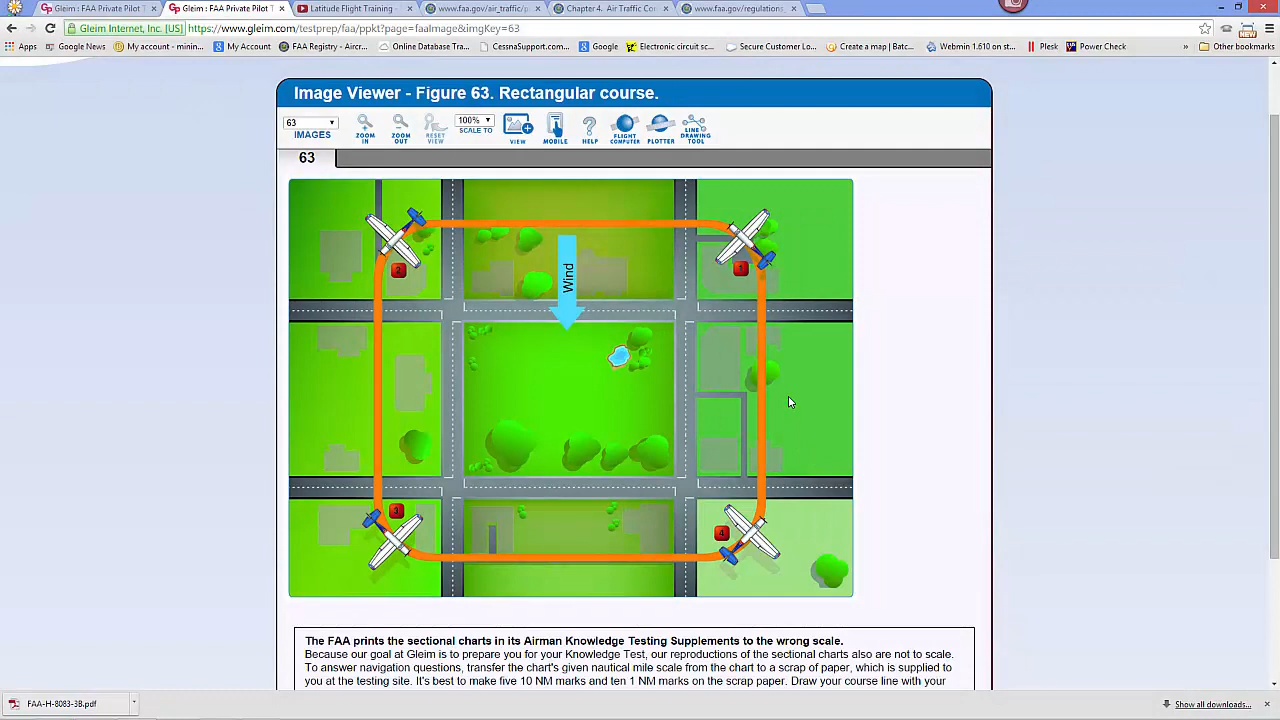 Gleim : FAA Private Pilot T
Gleim : FAA Private Pilot T
Latitude Flight Training -
www.faa.gov/air_traffic/p
Chapter 4. Air Traffic Con
www.faa.gov/regulations_
Gleim Internet, Inc. [US] https://www.gleim.com/testprep/faa/ppkt?page=faaImage&imgKey=63
NEW
Apps Google News My account - minin... My Account FAA Registry - Aircr... Online Database Tra... CessnaSupport.com... Google Electronic circuit sc... Secure Customer Lo... Create a map | Batc... Webmin 1.610 on st... Plesk Power Check » Other bookmarks
Image Viewer - Figure 63. Rectangular course.
63
IMAGES
ZOOM IN
ZOOM OUT
RESET VIEW
100%
SCALE TO
VIEW
MOBILE
HELP
FLIGHT COMPUTER
PLOTTER
LINE DRAWING TOOL
63
2
Wind
1
3
4
The FAA prints the sectional charts in its Airman Knowledge Testing Supplements to the wrong scale.
Because our goal at Gleim is to prepare you for your Knowledge Test, our reproductions of the sectional charts also are not to scale.
To answer navigation questions, transfer the chart's given nautical mile scale from the chart to a scrap of paper, which is supplied to
you at the testing site. It's best to make five 10 NM marks and ten 1 NM marks on the scrap paper. Draw your course line with your
FAA-H-8083-3B.pdf
Show all downloads...